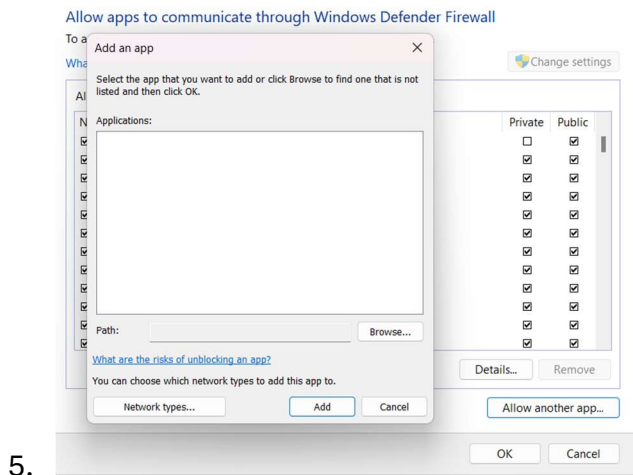 Allow apps to communicate through Windows Defender Firewall
To a
Add an app
Wha
Change settings
Select the app that you want to add or click Browse to find one that is not
listed and then click OK.
Al
Applications:
N
Private Public
Path:
Browse...
What are the risks of unblocking an app?
Details... Remove
You can choose which network types to add this app to.
Network types... Add Cancel
Allow another app...
OK Cancel
5.